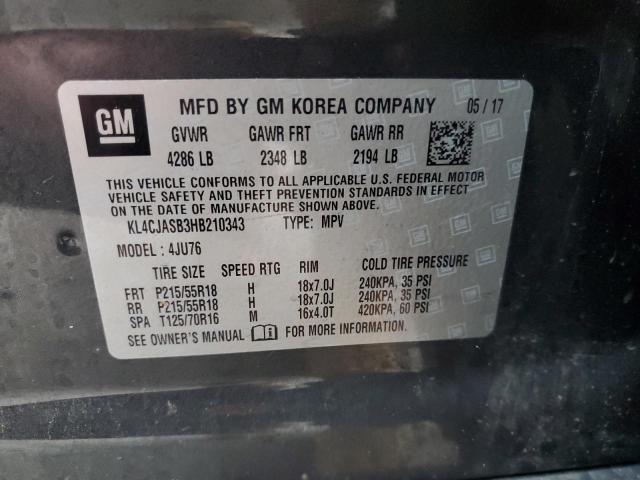 GM
MFD BY GM KOREA COMPANY 05 / 17
GVWR GAWR FRT GAWR RR
4286 LB 2348 LB 2194 LB
THIS VEHICLE CONFORMS TO ALL APPLICABLE U.S. FEDERAL MOTOR
VEHICLE SAFETY AND THEFT PREVENTION STANDARDS IN EFFECT
ON THE DATE OF MANUFACTURE SHOWN ABOVE.
KL4CJASB3HB210343 TYPE: MPV
MODEL: 4JU76
TIRE SIZE SPEED RTG RIM COLD TIRE PRESSURE
FRT P215/55R18 H 18x7.0J 240KPA, 35 PSI
RR P215/55R18 H 18x7.0J 240KPA, 35 PSI
SPA T125/70R16 M 16x4.0T 420KPA, 60 PSI
SEE OWNER'S MANUAL FOR MORE INFORMATION.